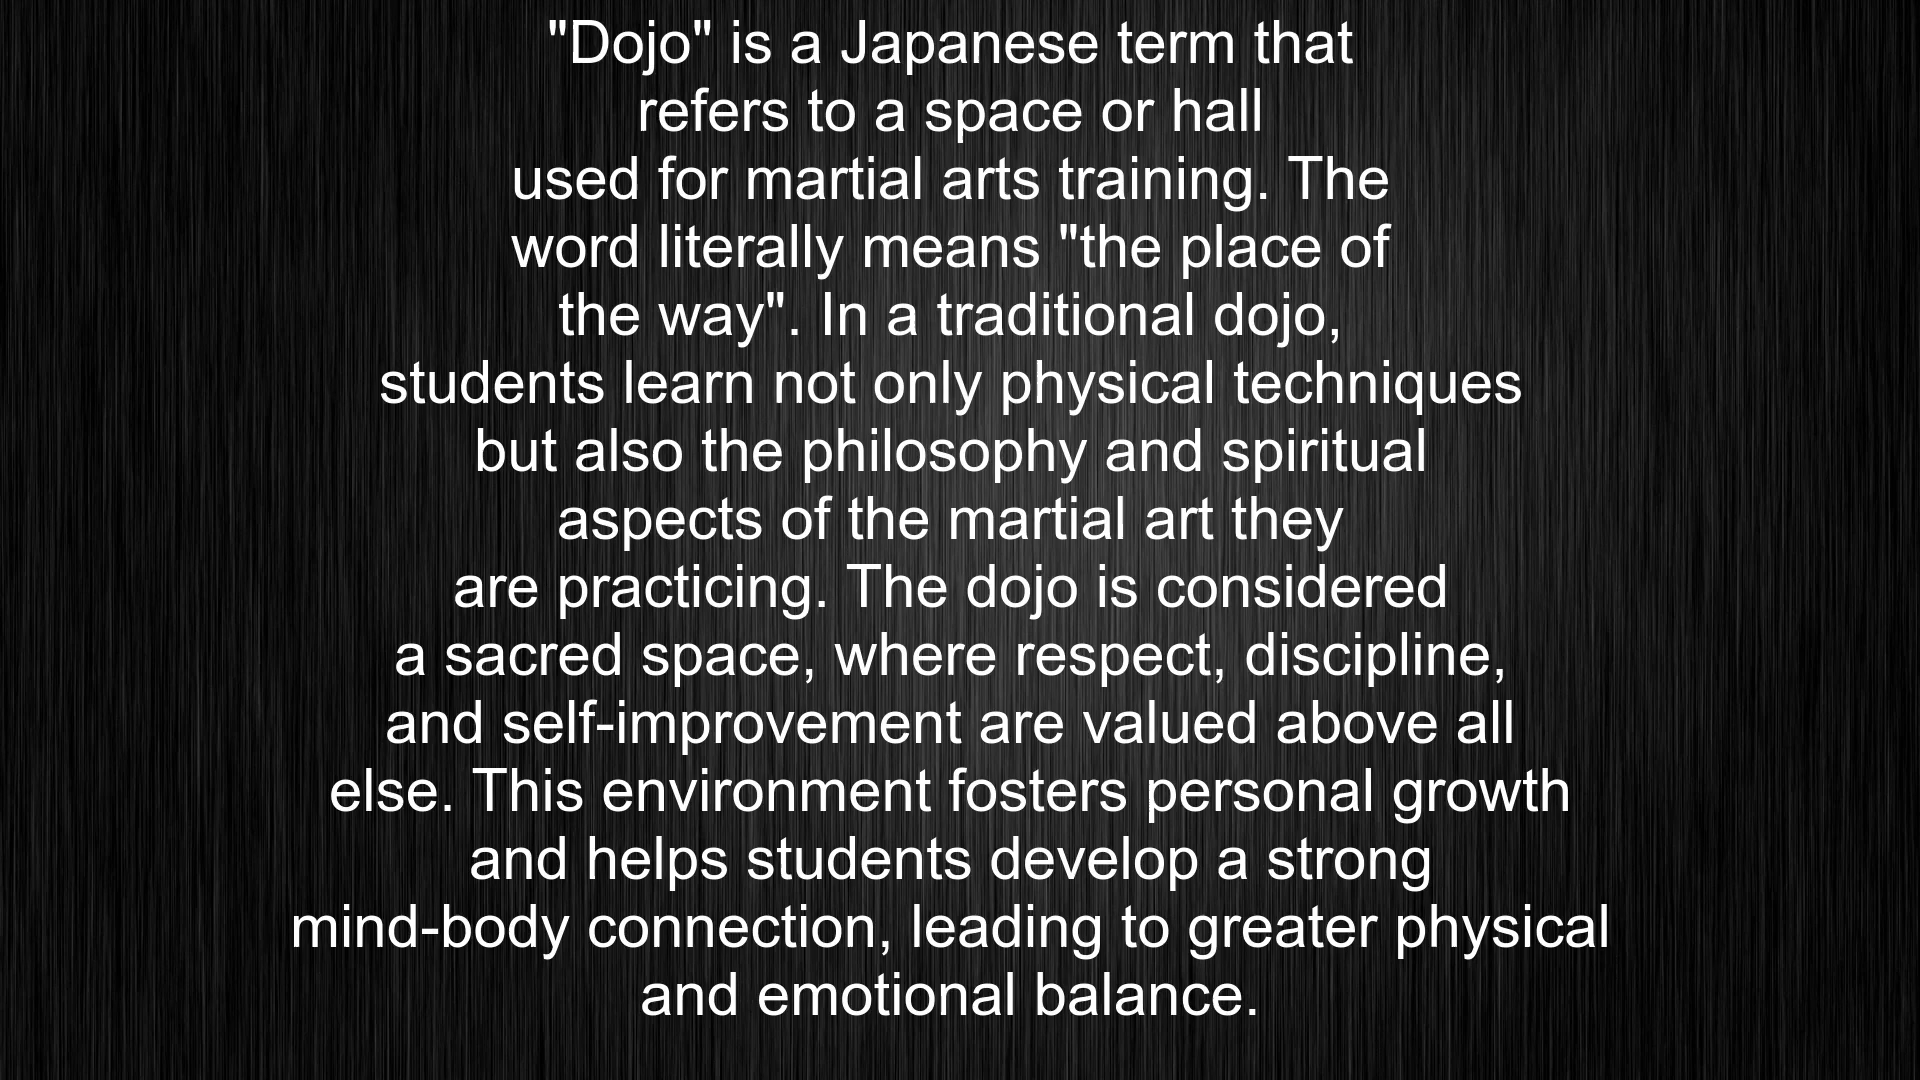 "Dojo" is a Japanese term that
refers to a space or hall
used for martial arts training. The
word literally means "the place of
the way". In a traditional dojo,
students learn not only physical techniques
but also the philosophy and spiritual
aspects of the martial art they
are practicing. The dojo is considered
a sacred space, where respect, discipline,
and self-improvement are valued above all
else. This environment fosters personal growth
and helps students develop a strong
mind-body connection, leading to greater physical
and emotional balance.